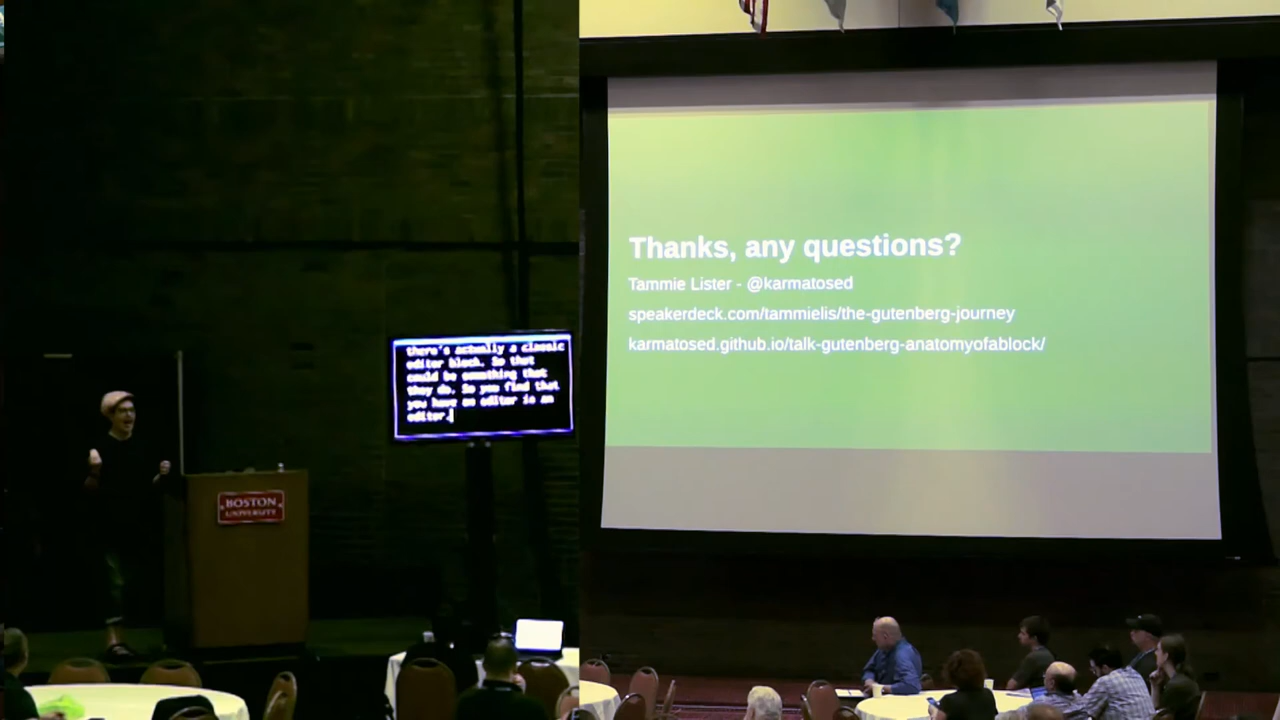 there's actually a classic
editor block. So that
could be something that
they do. So you find that
you have an editor in an
editor.
BOSTON
UNIVERSITY
Thanks, any questions?
Tammie Lister - @karmatosed
speakerdeck.com/tammielis/the-gutenberg-journey
karmatosed.github.io/talk-gutenberg-anatomyofablock/